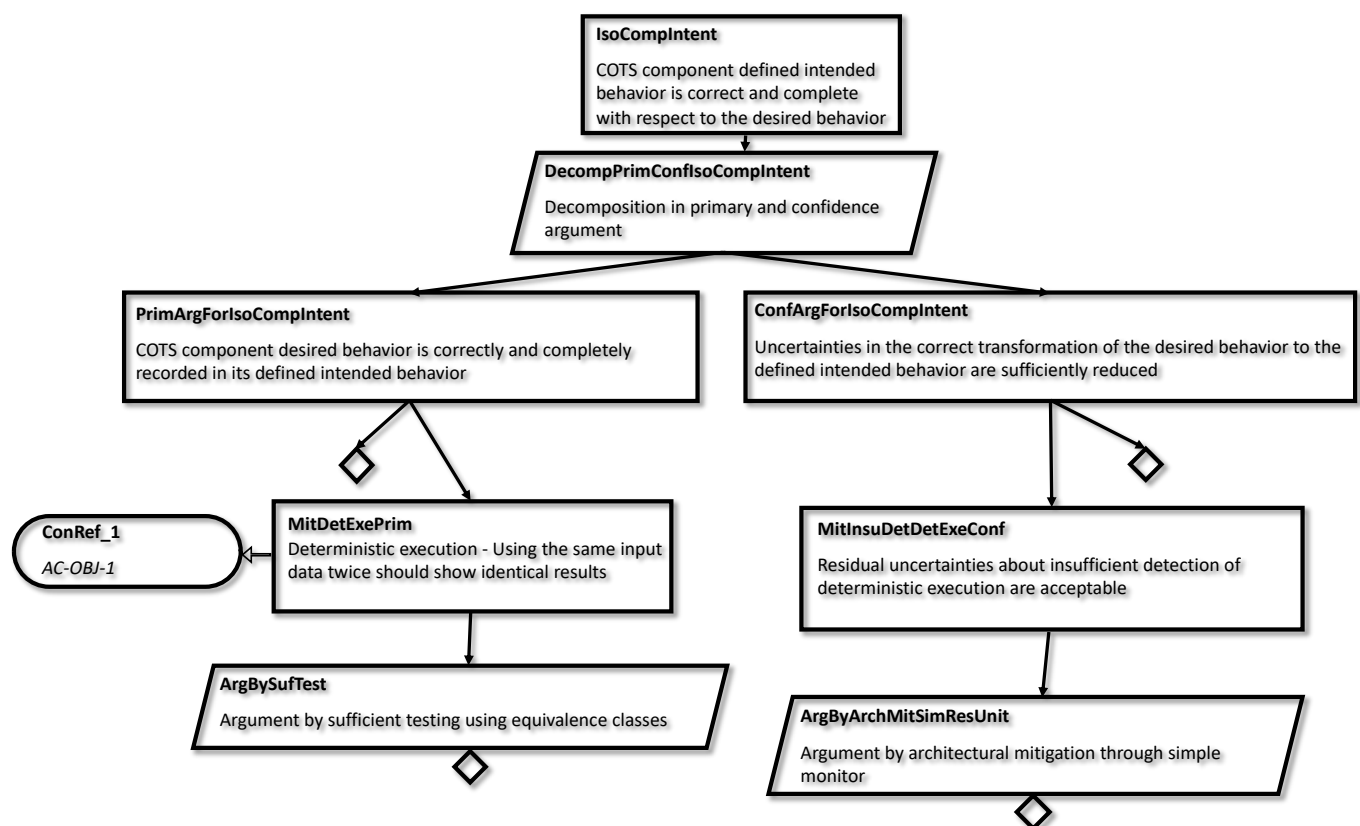 IsoCompIntent
COTS component defined intended
behavior is correct and complete
with respect to the desired behavior
DecompPrimConfIsoCompIntent
Decomposition in primary and confidence
argument
PrimArgForIsoCompIntent
COTS component desired behavior is correctly and completely
recorded in its defined intended behavior
ConfArgForIsoCompIntent
Uncertainties in the correct transformation of the desired behavior to the
defined intended behavior are sufficiently reduced
ConRef_1
AC-OBJ-1
MitDetExePrim
Deterministic execution - Using the same input
data twice should show identical results
MitInsuDetDetExeConf
Residual uncertainties about insufficient detection of
deterministic execution are acceptable
ArgBySufTest
Argument by sufficient testing using equivalence classes
ArgByArchMitSimResUnit
Argument by architectural mitigation through simple
monitor